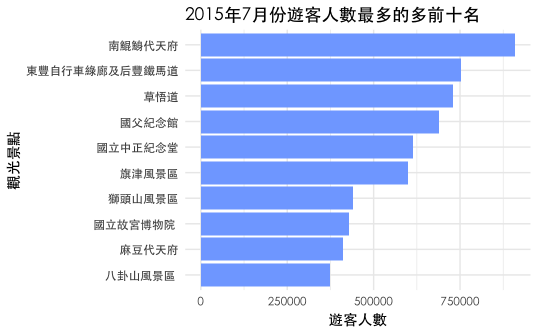 2015年7月份遊客人數最多的多前十名
南鯤鯓代天府
東豐自行車綠廊及后豐鐵馬道
草悟道
國父紀念館
國立中正紀念堂
旗津風景區
獅頭山風景區
國立故宮博物院
麻豆代天府
八卦山風景區
觀光景點
0 250000 500000 750000
遊客人數